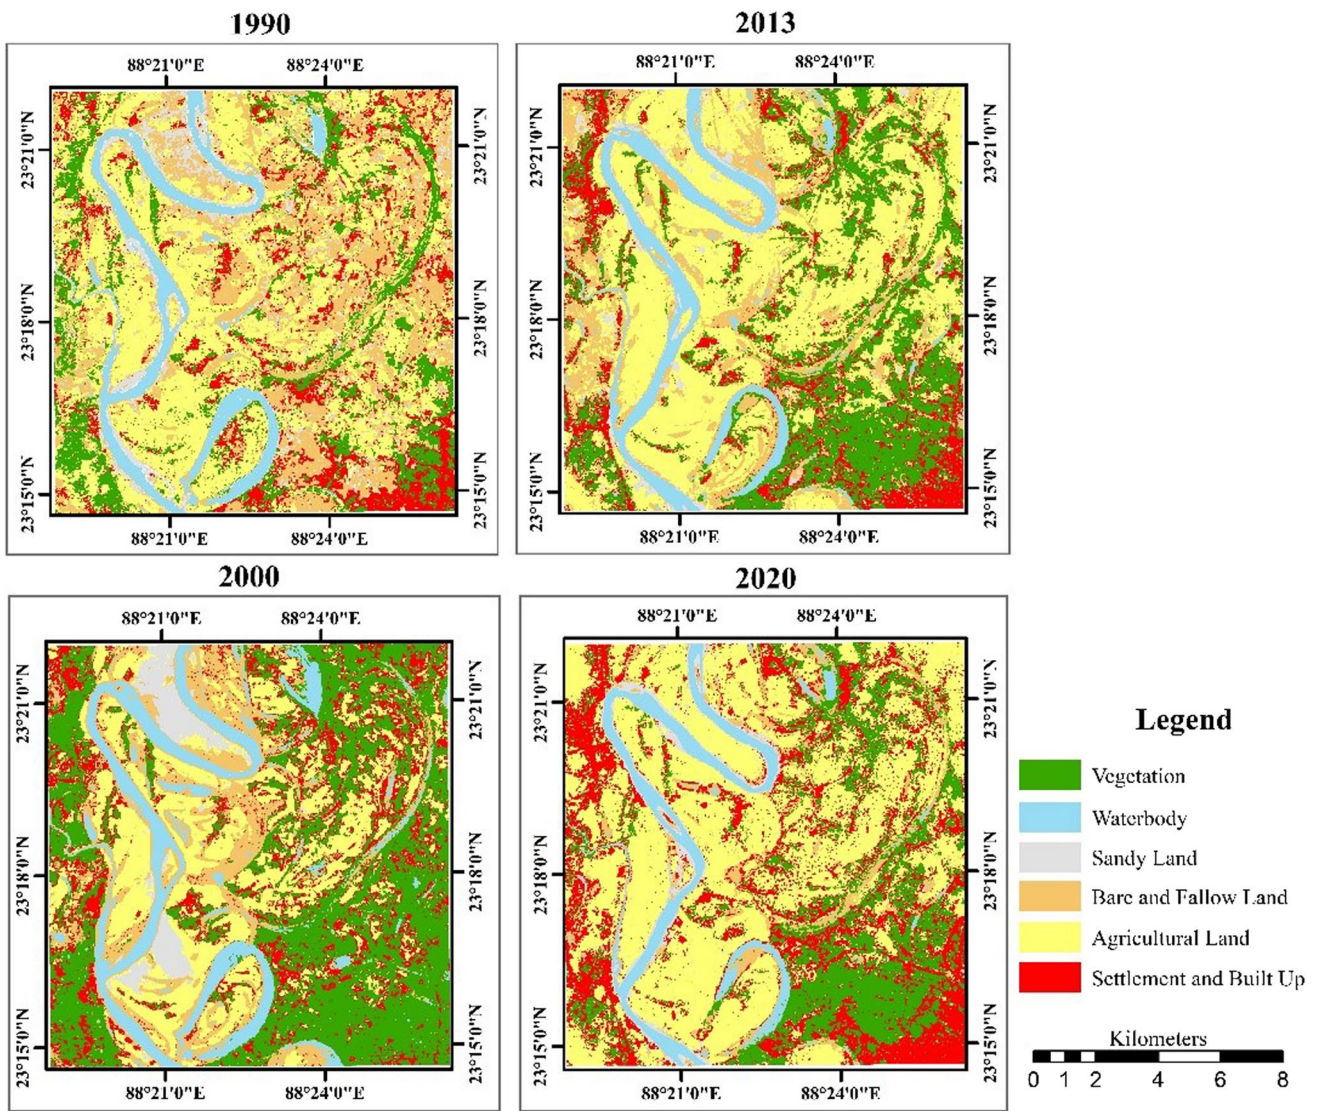 1990
88°21'0"E 88°24'0"E
23°21'0"N 23°21'0"N
23°18'0"N 23°18'0"N
23°15'0"N 23°15'0"N
88°21'0"E 88°24'0"E
2013
88°21'0"E 88°24'0"E
23°21'0"N 23°21'0"N
23°18'0"N 23°18'0"N
23°15'0"N 23°15'0"N
88°21'0"E 88°24'0"E
2000
88°21'0"E 88°24'0"E
23°21'0"N 23°21'0"N
23°18'0"N 23°18'0"N
23°15'0"N 23°15'0"N
88°21'0"E 88°24'0"E
2020
88°21'0"E 88°24'0"E
23°21'0"N 23°21'0"N
23°18'0"N 23°18'0"N
23°15'0"N 23°15'0"N
88°21'0"E 88°24'0"E
Legend
Vegetation
Waterbody
Sandy Land
Bare and Fallow Land
Agricultural Land
Settlement and Built Up
Kilometers
0 1 2 4 6 8